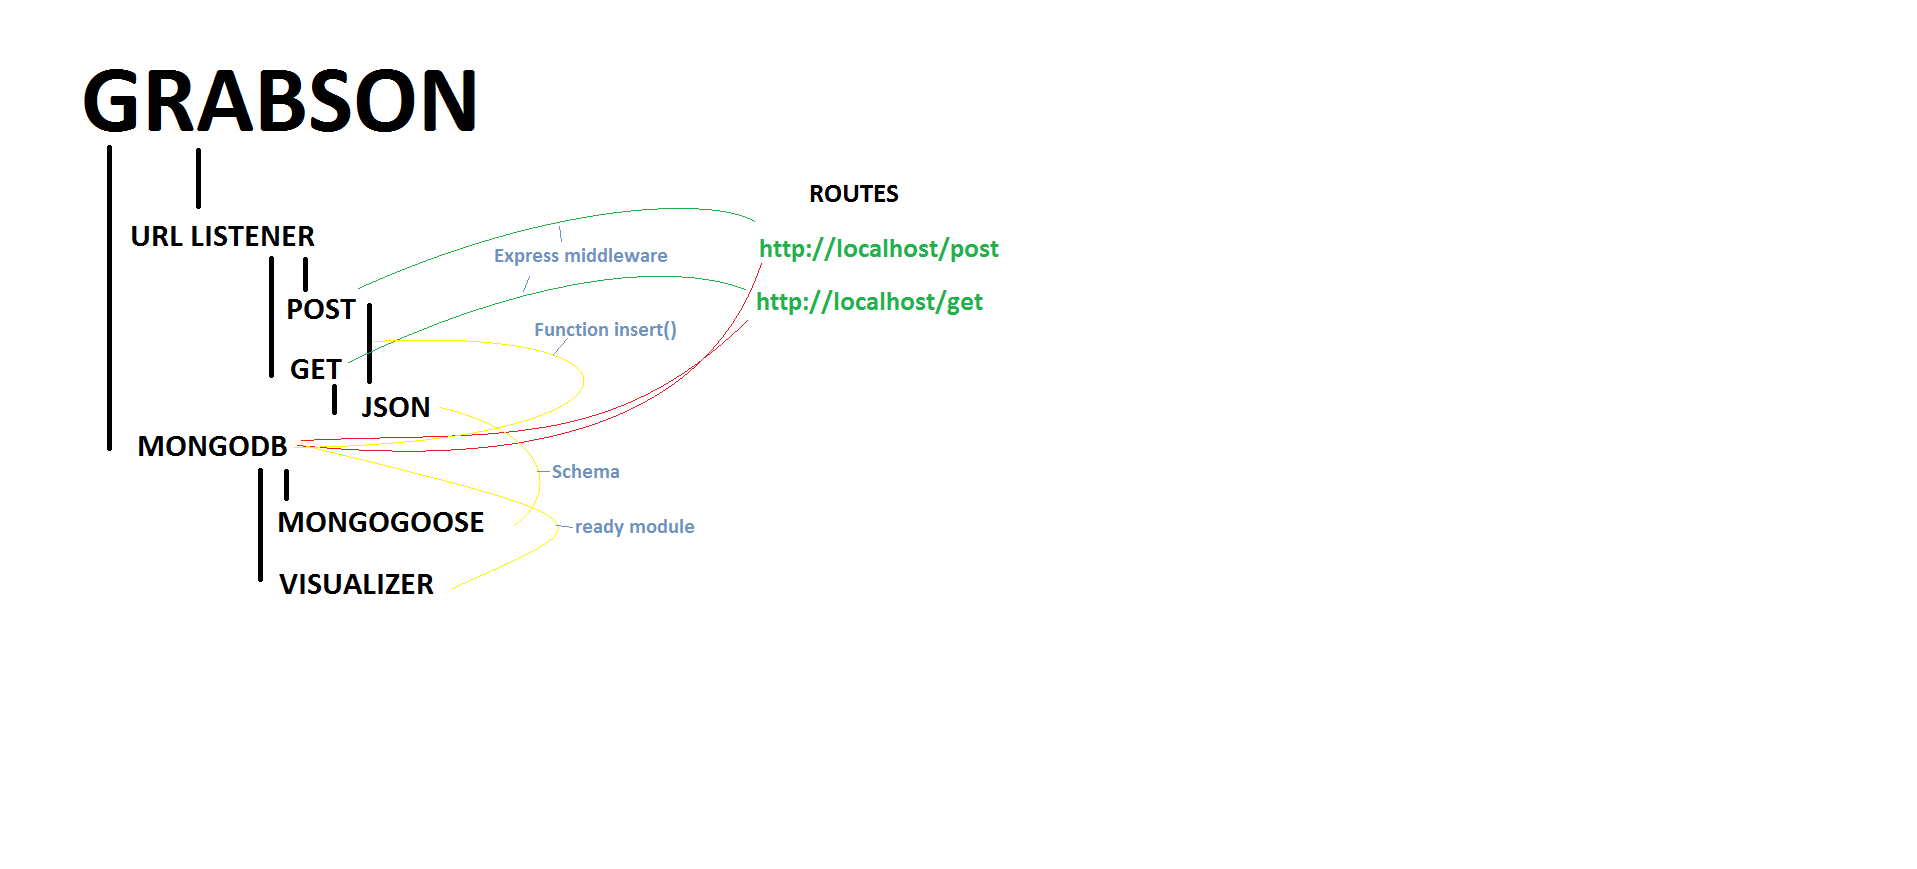 GRABSON
ROUTES
URL LISTENER
http://localhost/post
Express middleware
POST
http://localhost/get
Function insert()
GET
JSON
MONGODB
Schema
MONGOGOOSE
ready module
VISUALIZER